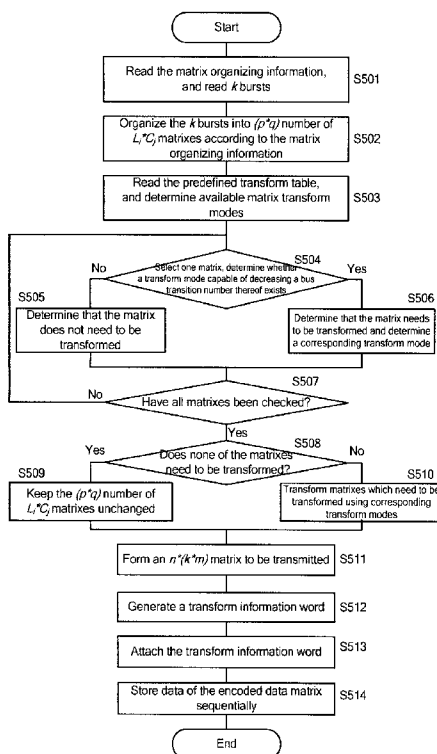 Start
Read the matrix organizing information,
and read k bursts
S501
Organize the k bursts into (p*q) number of
Li*Cj matrixes according to the matrix
organizing information
S502
Read the predefined transform table,
and determine available matrix transform
modes
S503
S504
No
Select one matrix, determine whether
a transform mode capable of decreasing a bus
transition number thereof exists
Yes
S505
Determine that the matrix
does not need to be
transformed
S506
Determine that the matrix needs
to be transformed and determine
a corresponding transform mode
S507
No
Have all matrixes been checked?
Yes
S508
Yes
Does none of the matrixes
need to be transformed?
No
S509
Keep the (p*q) number of
Li*Cj matrixes unchanged
S510
Transform matrixes which need to be
transformed using corresponding
transform modes
Form an n*(k*m) matrix to be transmitted
S511
Generate a transform information word
S512
Attach the transform information word
S513
Store data of the encoded data matrix
sequentially
S514
End